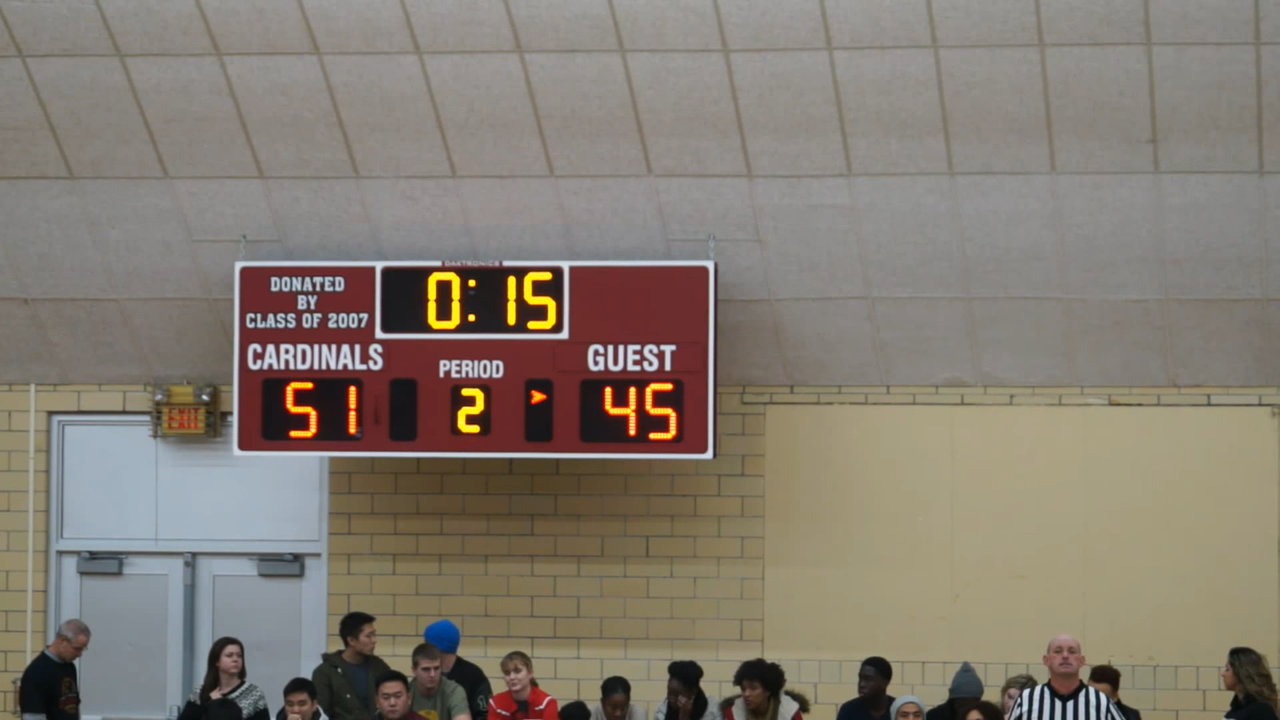 DONATED
BY
CLASS OF 2007
0:15
CARDINALS
PERIOD
GUEST
51
2
>
45
EXIT